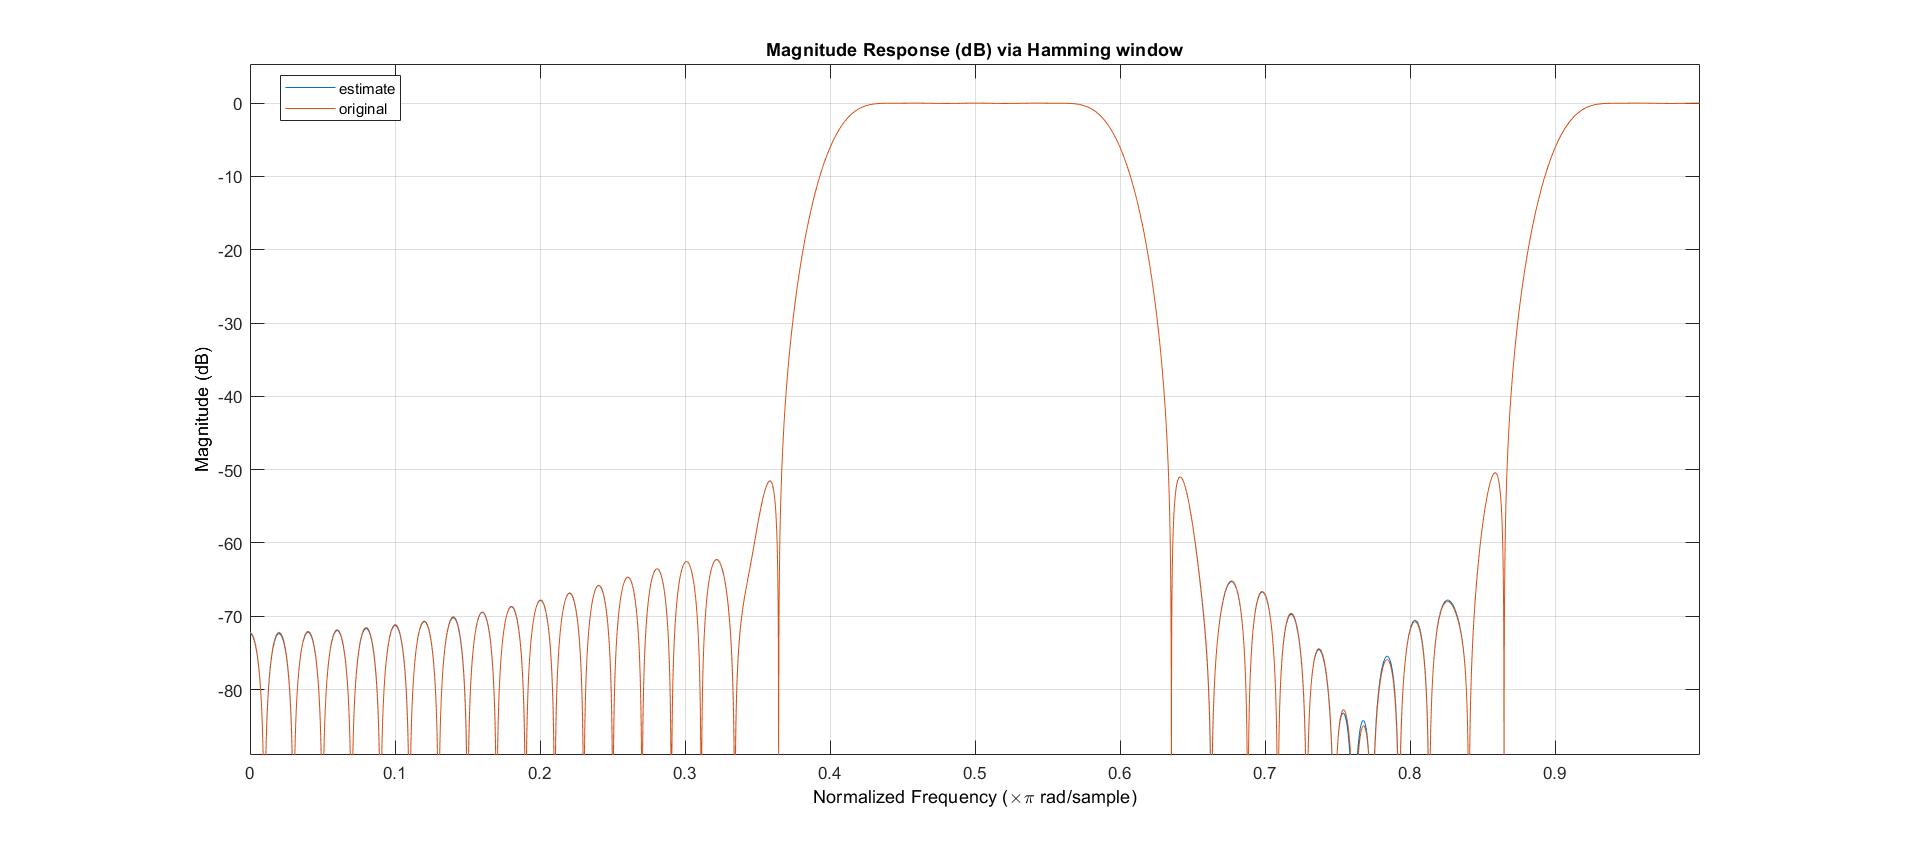 Magnitude Response (dB) via Hamming window
estimate
original
0
-10
-20
-30
-40
-50
-60
-70
-80
Magnitude (dB)
0 0.1 0.2 0.3 0.4 0.5 0.6 0.7 0.8 0.9
Normalized Frequency (×π rad/sample)